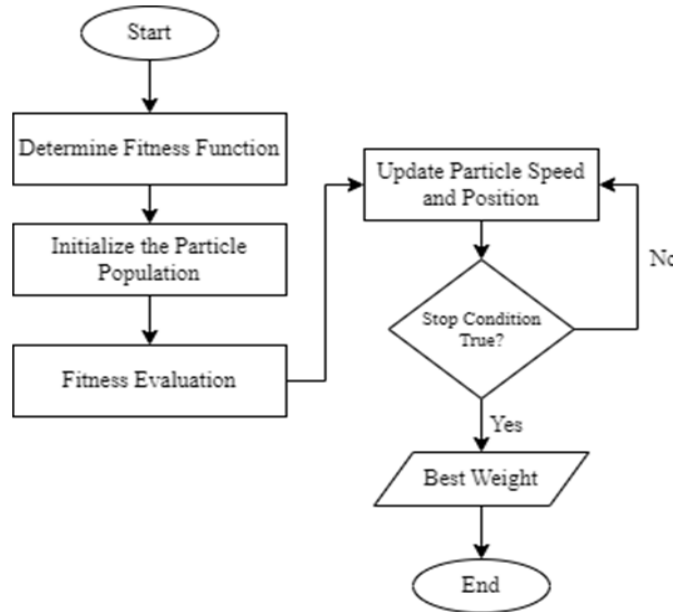 Start
Determine Fitness Function
Initialize the Particle
Population
Fitness Evaluation
Update Particle Speed
and Position
Stop Condition
True?
No
Yes
Best Weight
End